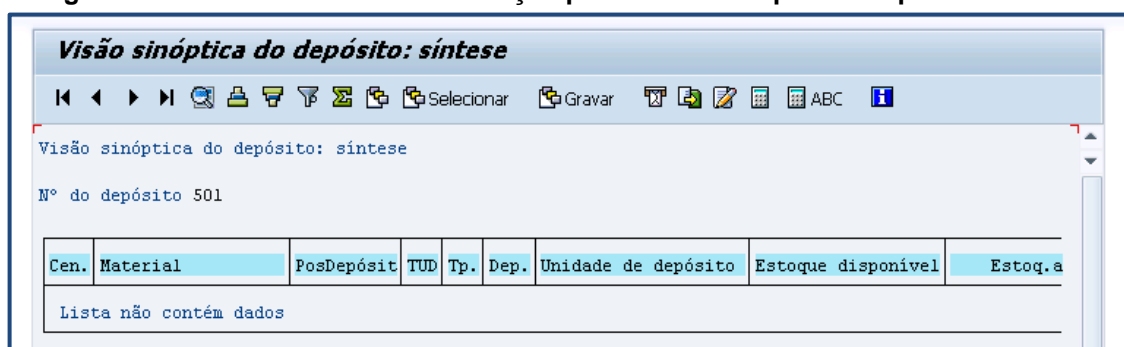 Visão sinóptica do depósito: síntese
Selecionar Gravar ABC
Visão sinóptica do depósito: síntese
Nº do depósito 501
Cen. Material PosDepósit TUD Tp. Dep. Unidade de depósito Estoque disponível Estoq.a
Lista não contém dados